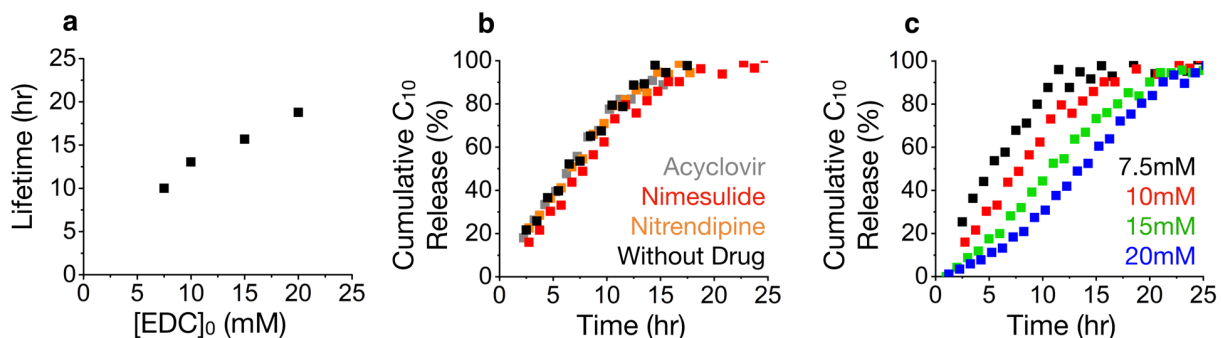 a
Lifetime (hr)
25
20
15
10
5
0
0 5 10 15 20 25
[EDC]₀ (mM)
b
Cumulative C₁₀
Release (%)
100
80
60
40
20
0
Acyclovir
Nimesulide
Nitrendipine
Without Drug
0 5 10 15 20 25
Time (hr)
c
Cumulative C₁₀
Release (%)
100
80
60
40
20
0
7.5mM
10mM
15mM
20mM
0 5 10 15 20 25
Time (hr)